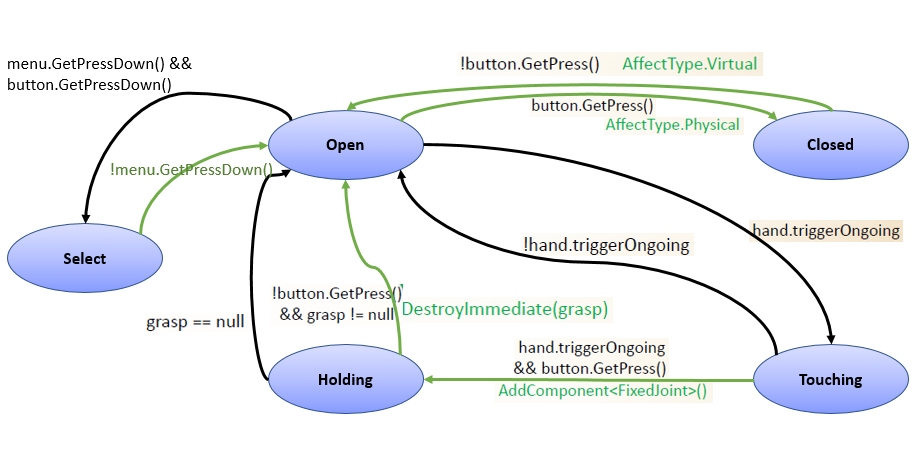 menu.GetPressDown() &&
button.GetPressDown()
!button.GetPress()
AffectType.Virtual
button.GetPress()
AffectType.Physical
Open
Closed
!menu.GetPressDown()
hand.triggerOngoing
!hand.triggerOngoing
Select
!button.GetPress()
&& grasp != null
DestroyImmediate(grasp)
grasp == null
hand.triggerOngoing
&& button.GetPress()
Holding
AddComponent<FixedJoint>()
Touching